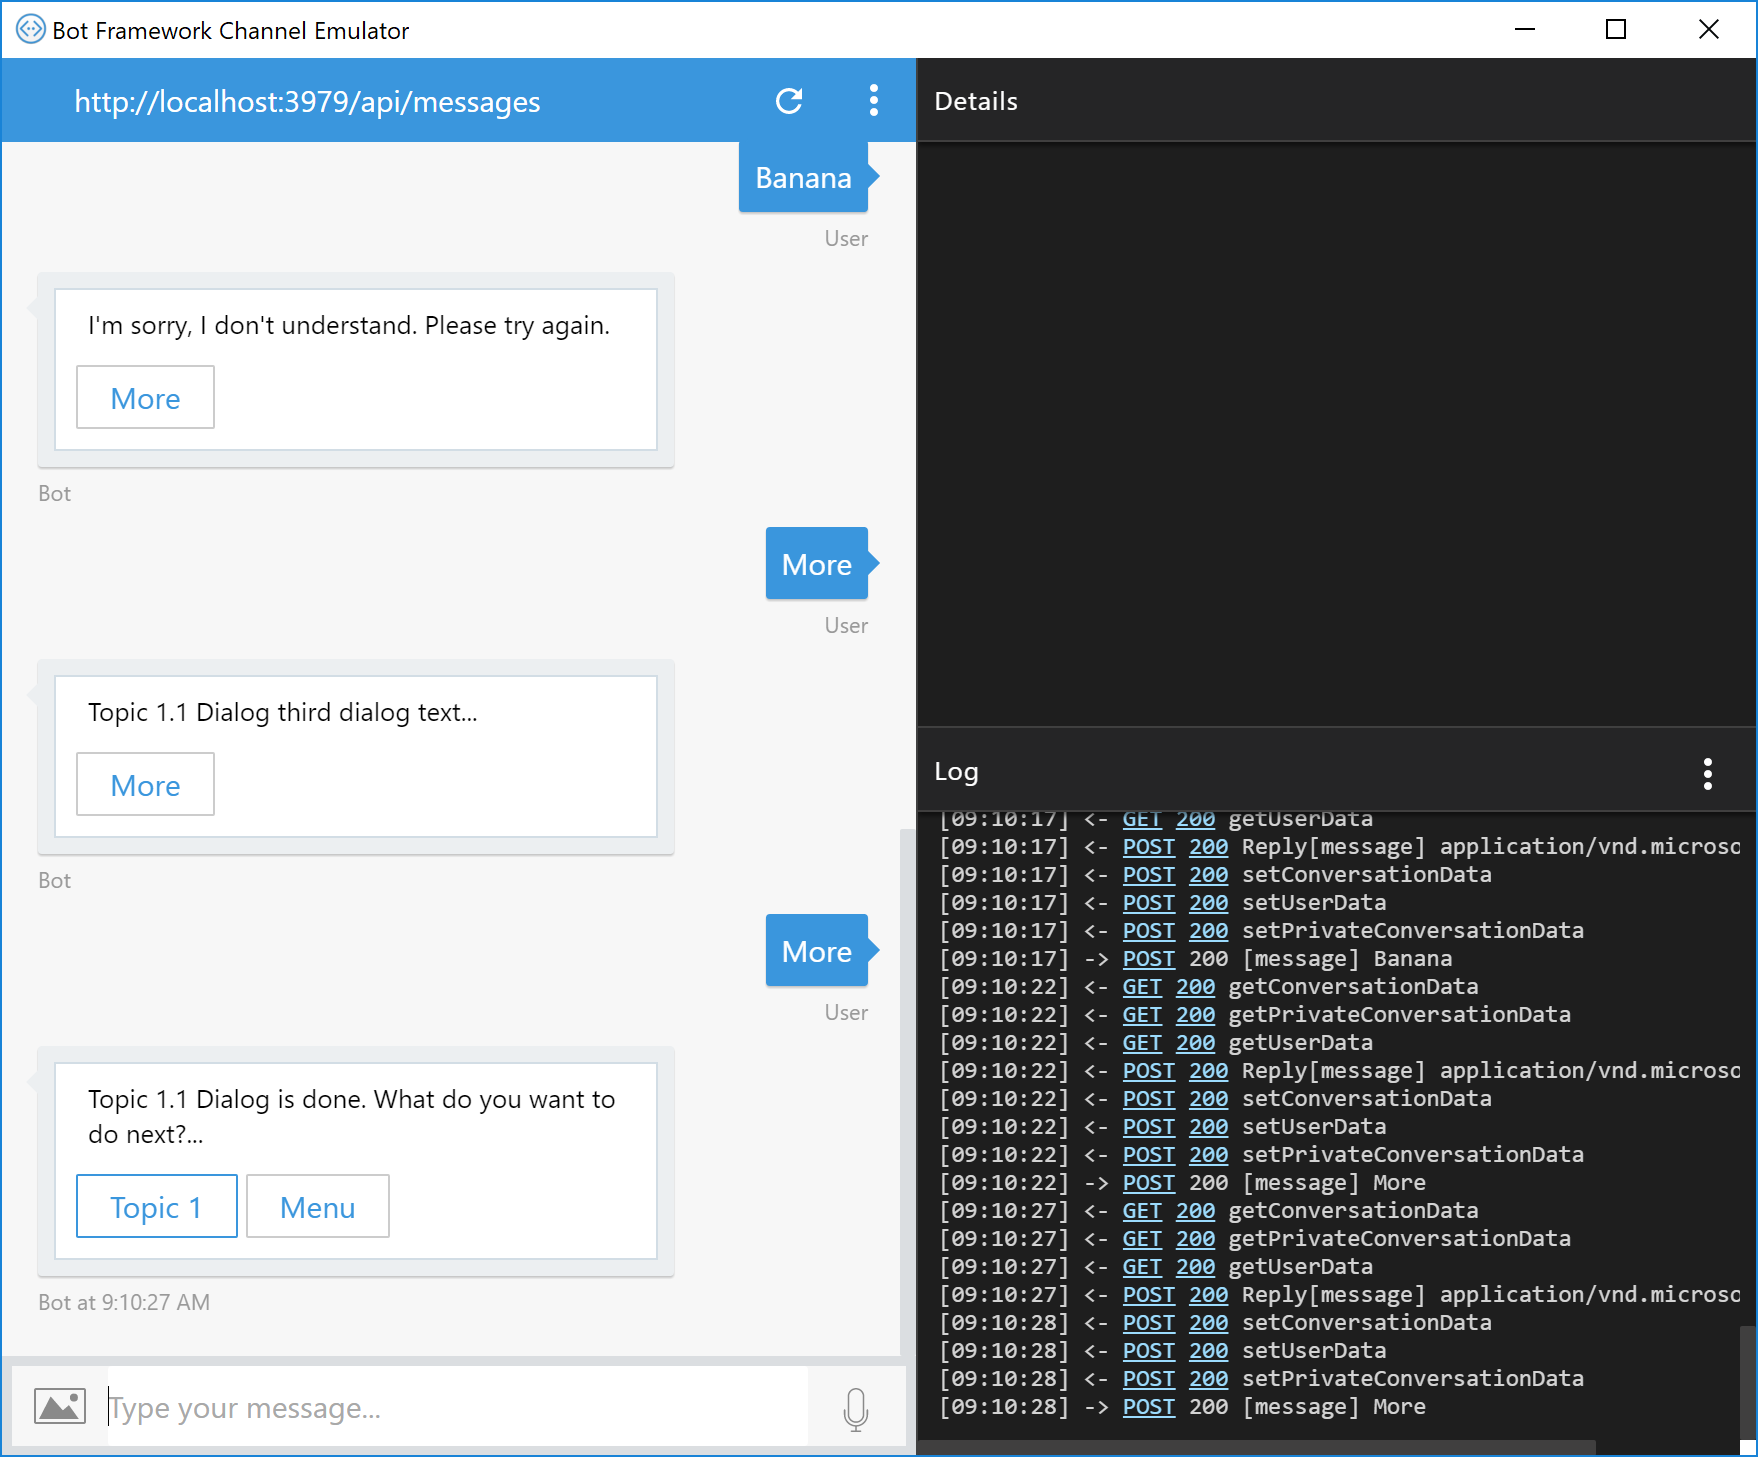 Bot Framework Channel Emulator
http://localhost:3979/api/messages
Banana
User
I'm sorry, I don't understand. Please try again.
More
Bot
More
User
Topic 1.1 Dialog third dialog text...
More
Bot
More
User
Topic 1.1 Dialog is done. What do you want to
do next?...
Topic 1 Menu
Bot at 9:10:27 AM
Type your message...
Details
Log
[09:10:17] <- GET 200 getUserData
[09:10:17] <- POST 200 Reply[message] application/vnd.microso
[09:10:17] <- POST 200 setConversationData
[09:10:17] <- POST 200 setUserData
[09:10:17] <- POST 200 setPrivateConversationData
[09:10:17] -> POST 200 [message] Banana
[09:10:22] <- GET 200 getConversationData
[09:10:22] <- GET 200 getPrivateConversationData
[09:10:22] <- GET 200 getUserData
[09:10:22] <- POST 200 Reply[message] application/vnd.microso
[09:10:22] <- POST 200 setConversationData
[09:10:22] <- POST 200 setUserData
[09:10:22] <- POST 200 setPrivateConversationData
[09:10:22] -> POST 200 [message] More
[09:10:27] <- GET 200 getConversationData
[09:10:27] <- GET 200 getPrivateConversationData
[09:10:27] <- GET 200 getUserData
[09:10:27] <- POST 200 Reply[message] application/vnd.microso
[09:10:28] <- POST 200 setConversationData
[09:10:28] <- POST 200 setUserData
[09:10:28] <- POST 200 setPrivateConversationData
[09:10:28] -> POST 200 [message] More